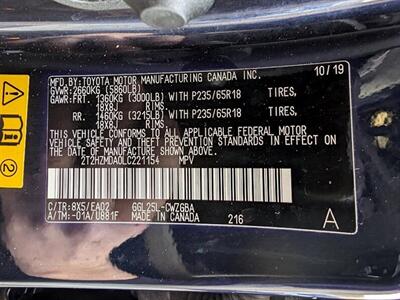 MFD.BY:TOYOTA MOTOR MANUFACTURING CANADA INC. 10/19
GVWR:2660KG (5860LB)
GAWR:FRT. 1360KG (3000LB) WITH P235/65R18 TIRES,
18X8J RIMS.
RR. 1460KG (3215LB) WITH P235/65R18 TIRES,
18X8J RIMS.
THIS VEHICLE CONFORMS TO ALL APPLICABLE FEDERAL MOTOR
VEHICLE SAFETY AND THEFT PREVENTION STANDARDS IN
EFFECT ON THE DATE OF MANUFACTURE SHOWN ABOVE.
2T2HZMDA0LC221154 MPV
C/TR:8X5/EA02 GGL25L-CWZGBA
A/TM:-01A/U881F MADE IN CANADA 216 A
2